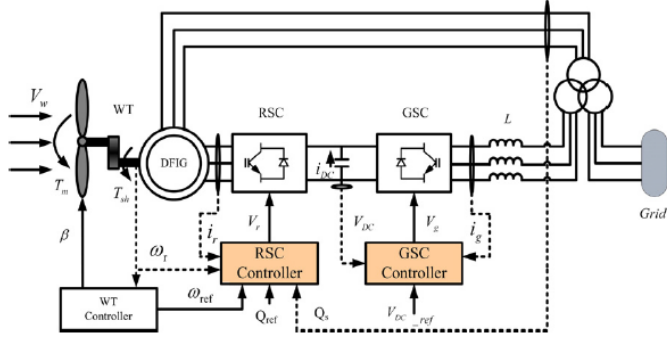 V_w
WT
RSC
GSC
L
DFIG
i_DC
T_m
T_sh
Grid
V_r
V_DC
V_g
β
ω_r
i_r
i_g
RSC
Controller
GSC
Controller
WT
Controller
ω_ref
Q_ref
Q_s
V_DC_ref